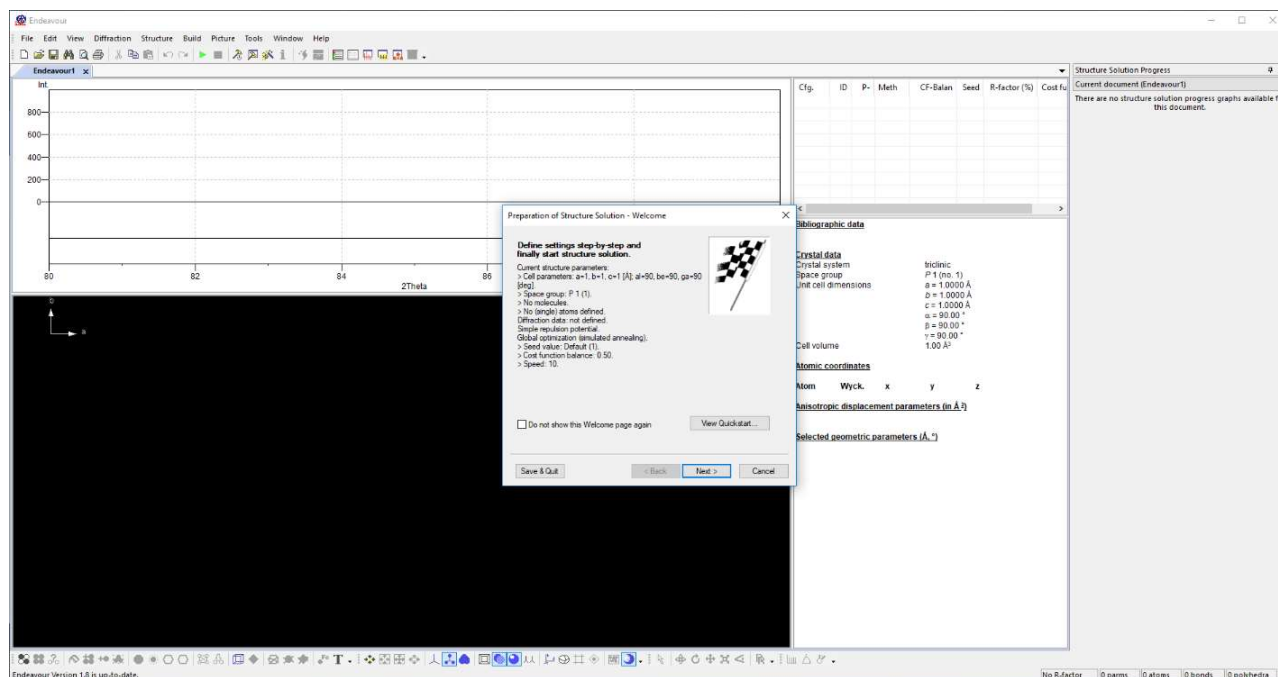 Endeavour
File Edit View Diffraction Structure Build Picture Tools Window Help
Endeavour1 x
Int.
800
600
400
200
0
80 82 84 86
2Theta
b
a
Cfg. ID P- Meth CF-Balan Seed R-factor (%) Cost fu
Structure Solution Progress
Current document (Endeavour1)
There are no structure solution progress graphs available f
this document.
Preparation of Structure Solution - Welcome
Define settings step-by-step and
finally start structure solution.
Current structure parameters:
> Cell parameters: a=1, b=1, c=1 [Å]; al=90, be=90, ga=90
[deg].
> Space group: P 1 (1).
> No molecules.
> No (single) atoms defined.
Diffraction data: not defined.
Simple repulsion potential.
Global optimization (simulated annealing).
> Seed value: Default (1).
> Cost function balance: 0.50.
> Speed: 10.
Do not show this Welcome page again
View Quickstart...
Save & Quit < Back Next > Cancel
Bibliographic data
Crystal data
Crystal system triclinic
Space group P 1 (no. 1)
Unit cell dimensions a = 1.0000 Å
b = 1.0000 Å
c = 1.0000 Å
α = 90.00 °
β = 90.00 °
γ = 90.00 °
Cell volume 1.00 Å³
Atomic coordinates
Atom Wyck. x y z
Anisotropic displacement parameters (in Å²)
Selected geometric parameters (Å, °)
Endeavour Version 1.8 is up-to-date.
No R-factor 0 parms 0 atoms 0 bonds 0 polyhedra